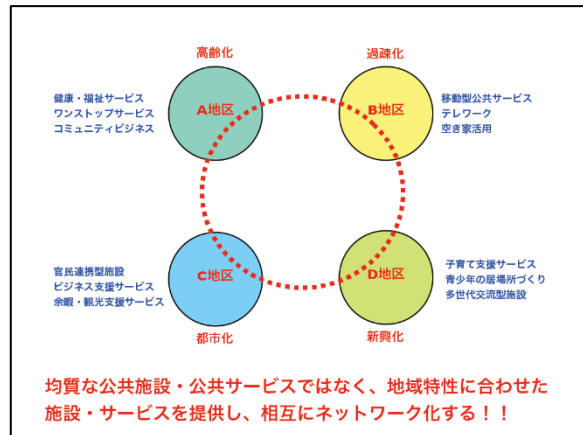 高齢化
過疎化
健康・福祉サービス
ワンストップサービス
コミュニティビジネス
A地区
B地区
移動型公共サービス
テレワーク
空き家活用
官民連携型施設
ビジネス支援サービス
余暇・観光支援サービス
C地区
D地区
子育て支援サービス
青少年の居場所づくり
多世代交流型施設
都市化
新興化
均質な公共施設・公共サービスではなく、地域特性に合わせた
施設・サービスを提供し、相互にネットワーク化する！！